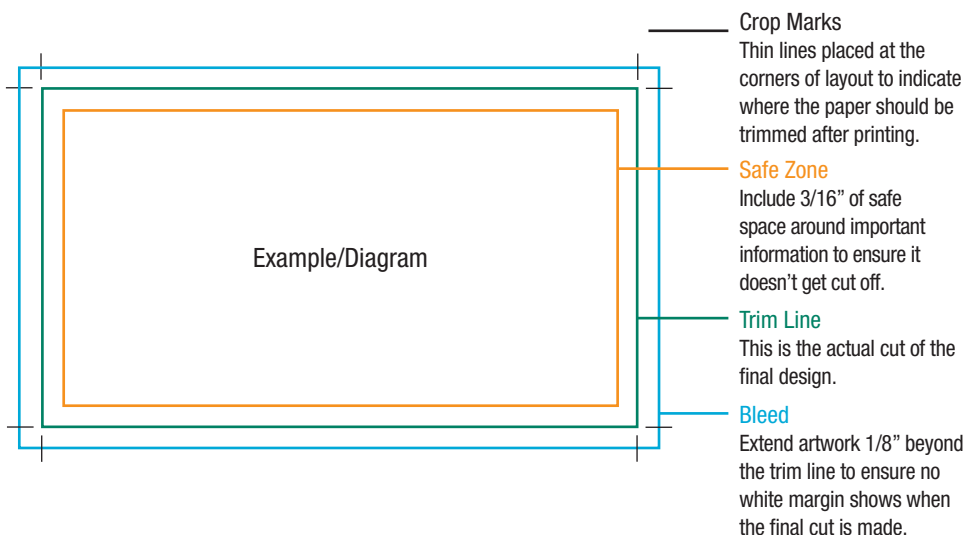 Crop Marks
Thin lines placed at the
corners of layout to indicate
where the paper should be
trimmed after printing.
Safe Zone
Include 3/16” of safe
space around important
information to ensure it
doesn’t get cut off.
Example/Diagram
Trim Line
This is the actual cut of the
final design.
Bleed
Extend artwork 1/8” beyond
the trim line to ensure no
white margin shows when
the final cut is made.